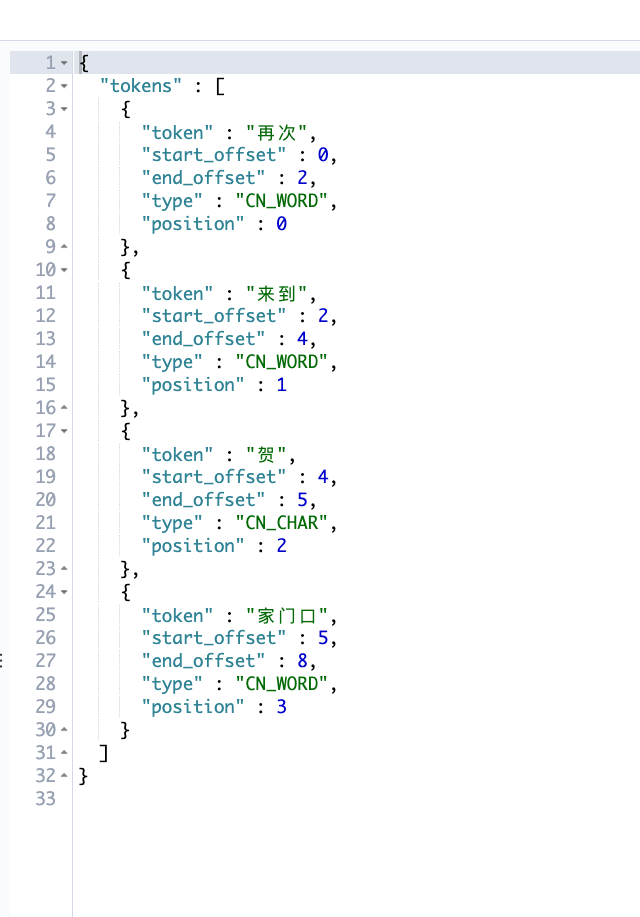 1 {
2 "tokens" : [
3 {
4 "token" : "再次",
5 "start_offset" : 0,
6 "end_offset" : 2,
7 "type" : "CN_WORD",
8 "position" : 0
9 },
10 {
11 "token" : "来到",
12 "start_offset" : 2,
13 "end_offset" : 4,
14 "type" : "CN_WORD",
15 "position" : 1
16 },
17 {
18 "token" : "贺",
19 "start_offset" : 4,
20 "end_offset" : 5,
21 "type" : "CN_CHAR",
22 "position" : 2
23 },
24 {
25 "token" : "家门口",
26 "start_offset" : 5,
27 "end_offset" : 8,
28 "type" : "CN_WORD",
29 "position" : 3
30 }
31 ]
32 }
33